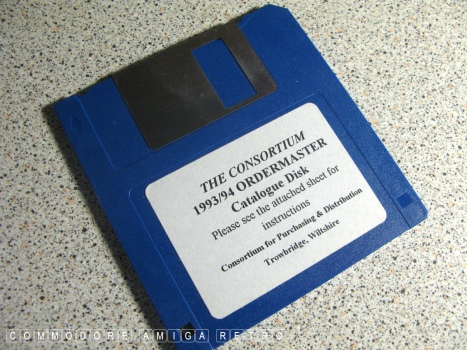 THE CONSORTIUM
1993/94 ORDERMASTER
Catalogue Disk
Please see the attached sheet for
instructions
Consortium for Purchasing & Distribution
Trowbridge, Wiltshire
COMMODORE AMIGA RETRO